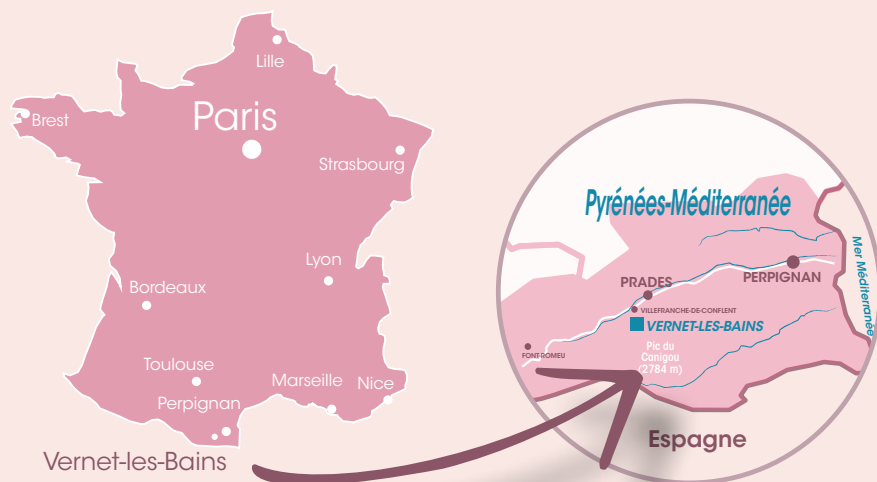 Lille
Brest
Paris
Strasbourg
Lyon
Bordeaux
Toulouse
Marseille
Nice
Perpignan
Vernet-les-Bains
Pyrénées-Méditerranée
Mer Méditerranée
PERPIGNAN
PRADES
VILLEFRANCHE-DE-CONFLENT
VERNET-LES-BAINS
FONT-ROMEU
Pic du
Canigou
(2784 m)
Espagne